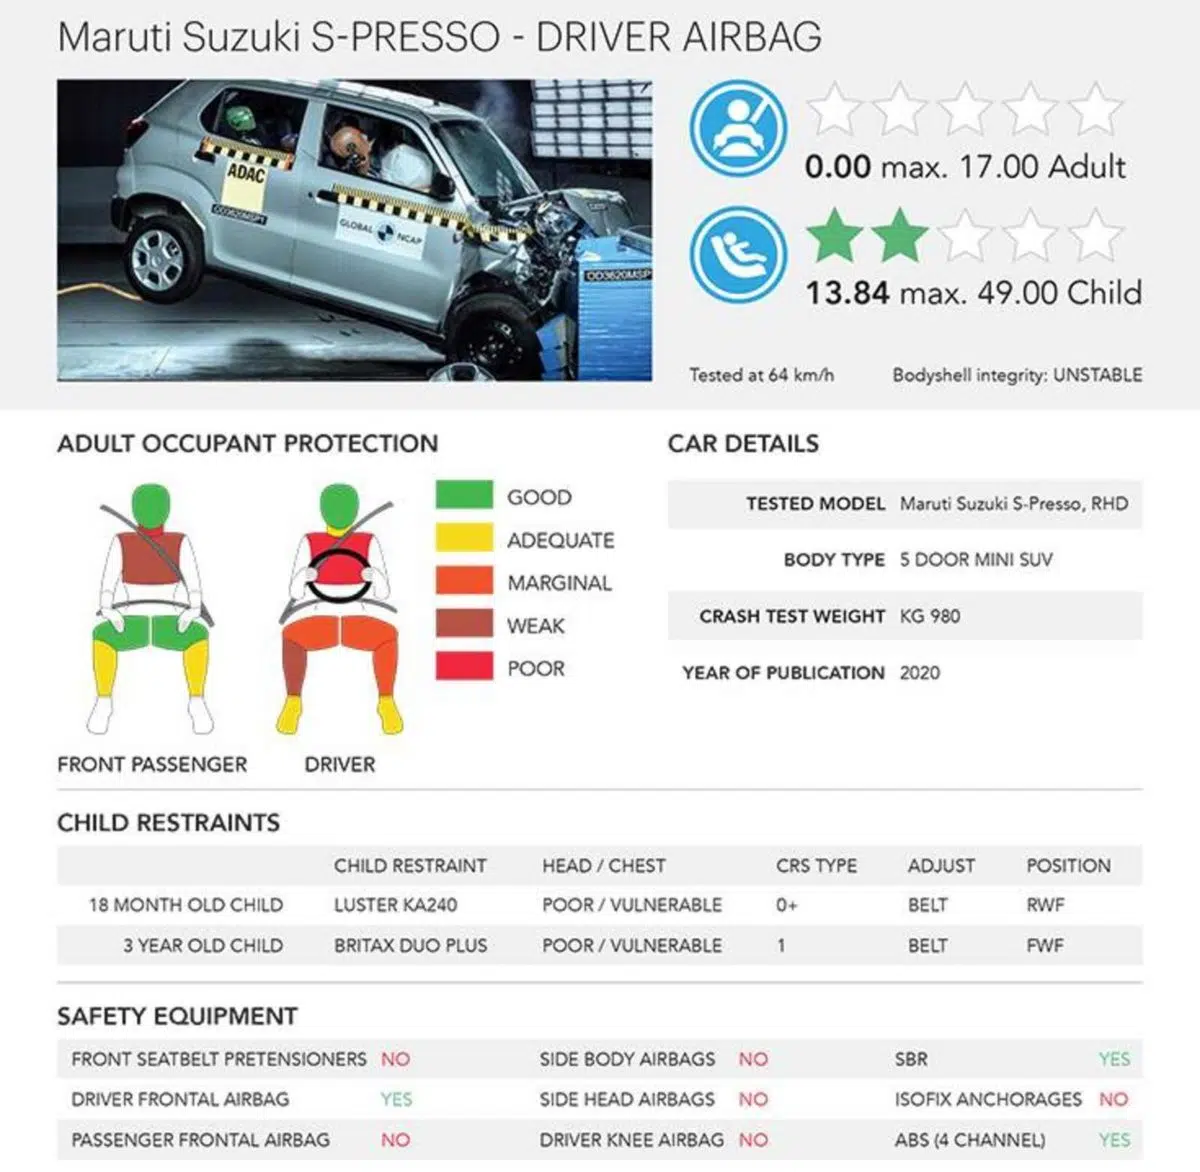 Maruti Suzuki S-PRESSO - DRIVER AIRBAG
ADAC
OD3620MSP1
GLOBAL NCAP
OD3620MSP
0.00 max. 17.00 Adult
13.84 max. 49.00 Child
Tested at 64 km/h Bodyshell integrity: UNSTABLE
ADULT OCCUPANT PROTECTION
GOOD
ADEQUATE
MARGINAL
WEAK
POOR
FRONT PASSENGER DRIVER
CAR DETAILS
TESTED MODEL Maruti Suzuki S-Presso, RHD
BODY TYPE 5 DOOR MINI SUV
CRASH TEST WEIGHT KG 980
YEAR OF PUBLICATION 2020
CHILD RESTRAINTS
CHILD RESTRAINT HEAD / CHEST CRS TYPE ADJUST POSITION
18 MONTH OLD CHILD LUSTER KA240 POOR / VULNERABLE 0+ BELT RWF
3 YEAR OLD CHILD BRITAX DUO PLUS POOR / VULNERABLE 1 BELT FWF
SAFETY EQUIPMENT
FRONT SEATBELT PRETENSIONERS NO SIDE BODY AIRBAGS NO SBR YES
DRIVER FRONTAL AIRBAG YES SIDE HEAD AIRBAGS NO ISOFIX ANCHORAGES NO
PASSENGER FRONTAL AIRBAG NO DRIVER KNEE AIRBAG NO ABS (4 CHANNEL) YES